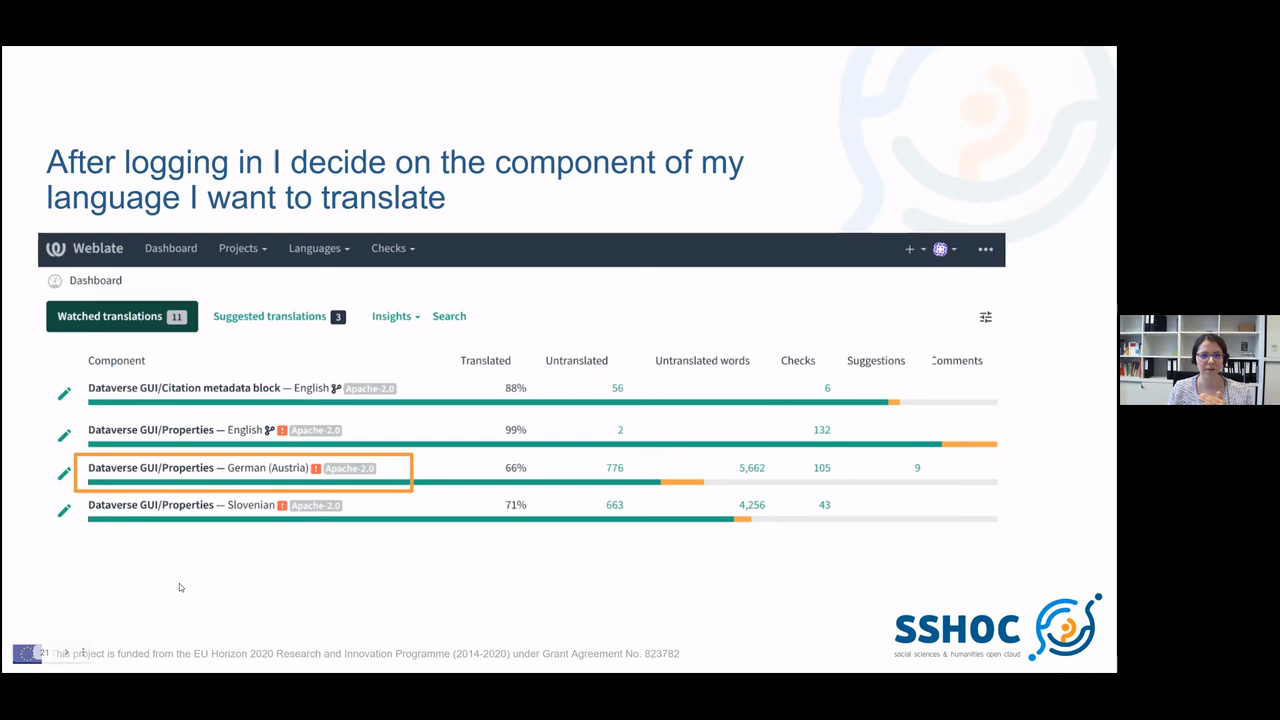 After logging in I decide on the component of my
language I want to translate
Weblate Dashboard Projects Languages Checks
Dashboard
Watched translations 11 Suggested translations 3 Insights Search
Component Translated Untranslated Untranslated words Checks Suggestions Comments
Dataverse GUI/Citation metadata block — English Apache-2.0 88% 56 6
Dataverse GUI/Properties — English Apache-2.0 99% 2 132
Dataverse GUI/Properties — German (Austria) Apache-2.0 66% 776 5,662 105 9
Dataverse GUI/Properties — Slovenian Apache-2.0 71% 663 4,256 43
SSHOC
social sciences & humanities open cloud
21 This project is funded from the EU Horizon 2020 Research and Innovation Programme (2014-2020) under Grant Agreement No. 823782